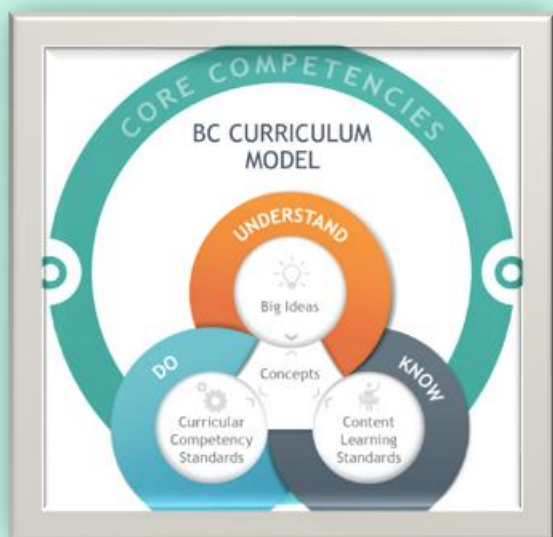 CORE COMPETENCIES
BC CURRICULUM
MODEL
UNDERSTAND
Big Ideas
DO
Concepts
KNOW
Curricular
Competency
Standards
Content
Learning
Standards